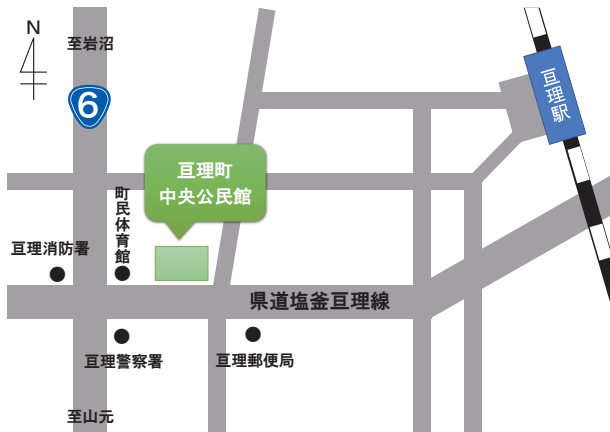 N
至岩沼
6
亘理駅
亘理町
中央公民館
町民体育館
亘理消防署
県道塩釜亘理線
亘理警察署
亘理郵便局
至山元